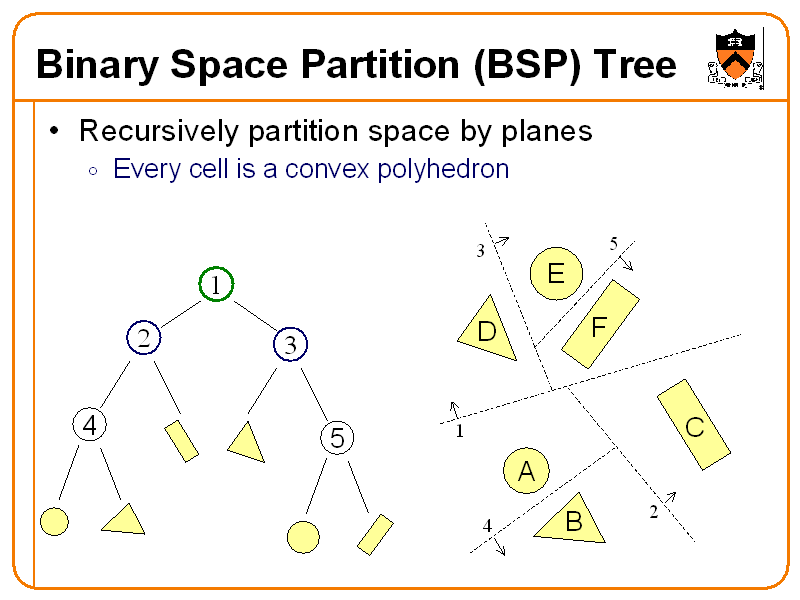 Binary Space Partition (BSP) Tree
• Recursively partition space by planes
○ Every cell is a convex polyhedron
1
2
3
4
5
3
5
E
D
F
1
C
A
4
B
2